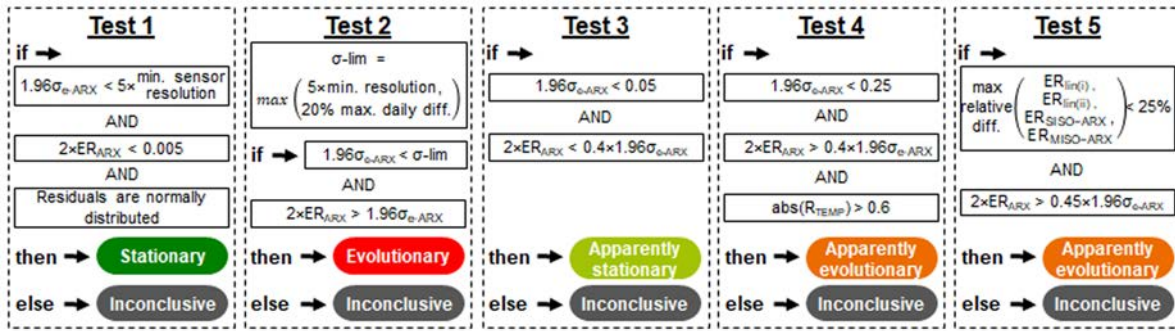 Test 1
if ➔
1.96σe-ARX < 5× min. sensor
resolution
AND
2×ERARX < 0.005
AND
Residuals are normally
distributed
then ➔ Stationary
else ➔ Inconclusive
Test 2
σ-lim =
max ( 5×min. resolution,
20% max. daily diff. )
if ➔ 1.96σe-ARX < σ-lim
AND
2×ERARX > 1.96σe-ARX
then ➔ Evolutionary
else ➔ Inconclusive
Test 3
if ➔
1.96σe-ARX < 0.05
AND
2×ERARX < 0.4×1.96σe-ARX
then ➔ Apparently
stationary
else ➔ Inconclusive
Test 4
if ➔
1.96σe-ARX < 0.25
AND
2×ERARX > 0.4×1.96σe-ARX
AND
abs(RTEMP) > 0.6
then ➔ Apparently
evolutionary
else ➔ Inconclusive
Test 5
if ➔
max
relative
diff.
( ERlin(i) ,
ERlin(ii) ,
ERSISO-ARX ,
ERMISO-ARX ) < 25%
AND
2×ERARX > 0.45×1.96σe-ARX
then ➔ Apparently
evolutionary
else ➔ Inconclusive